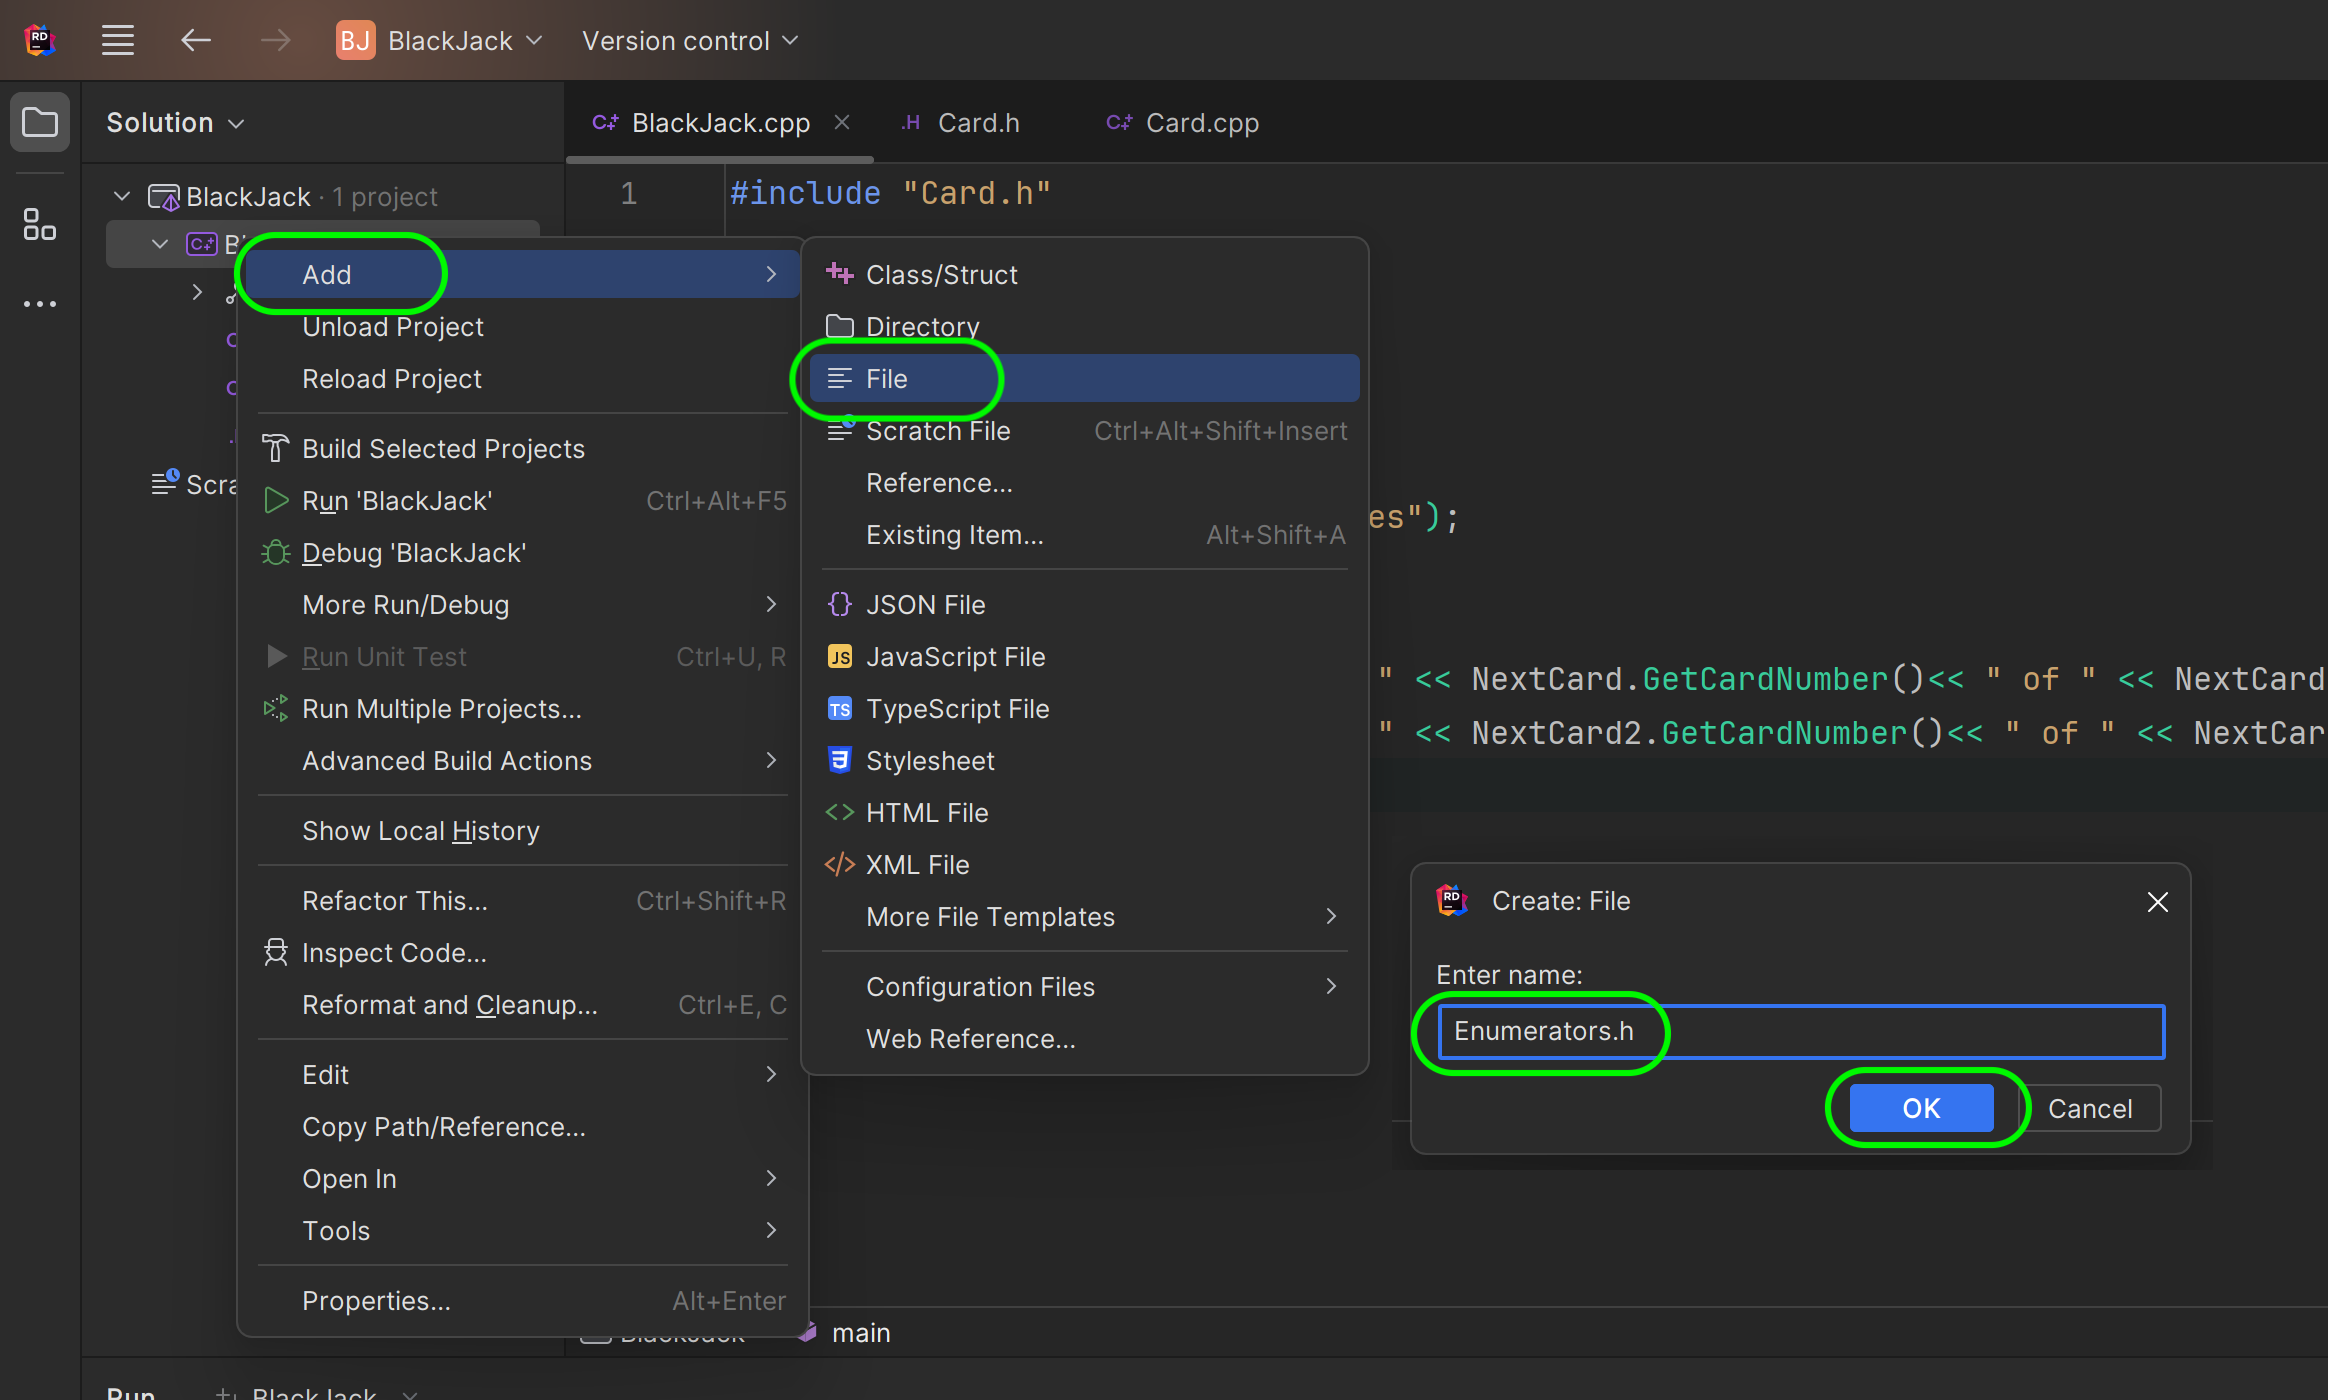 RD
BJ BlackJack
Version control
Solution
BlackJack.cpp
Card.h
Card.cpp
BlackJack · 1 project
1
#include "Card.h"
Add
Unload Project
Reload Project
Build Selected Projects
Run 'BlackJack' Ctrl+Alt+F5
Debug 'BlackJack'
More Run/Debug
Run Unit Test Ctrl+U, R
Run Multiple Projects...
Advanced Build Actions
Show Local History
Refactor This... Ctrl+Shift+R
Inspect Code...
Reformat and Cleanup... Ctrl+E, C
Edit
Copy Path/Reference...
Open In
Tools
Properties... Alt+Enter
Class/Struct
Directory
File
Scratch File Ctrl+Alt+Shift+Insert
Reference...
Existing Item... Alt+Shift+A
JSON File
JavaScript File
TypeScript File
Stylesheet
HTML File
XML File
More File Templates
Configuration Files
Web Reference...
es");
" << NextCard.GetCardNumber()<< " of " << NextCard
" << NextCard2.GetCardNumber()<< " of " << NextCar
RD
Create: File
Enter name:
Enumerators.h
OK
Cancel
BlackJack
main
Run
BlackJack